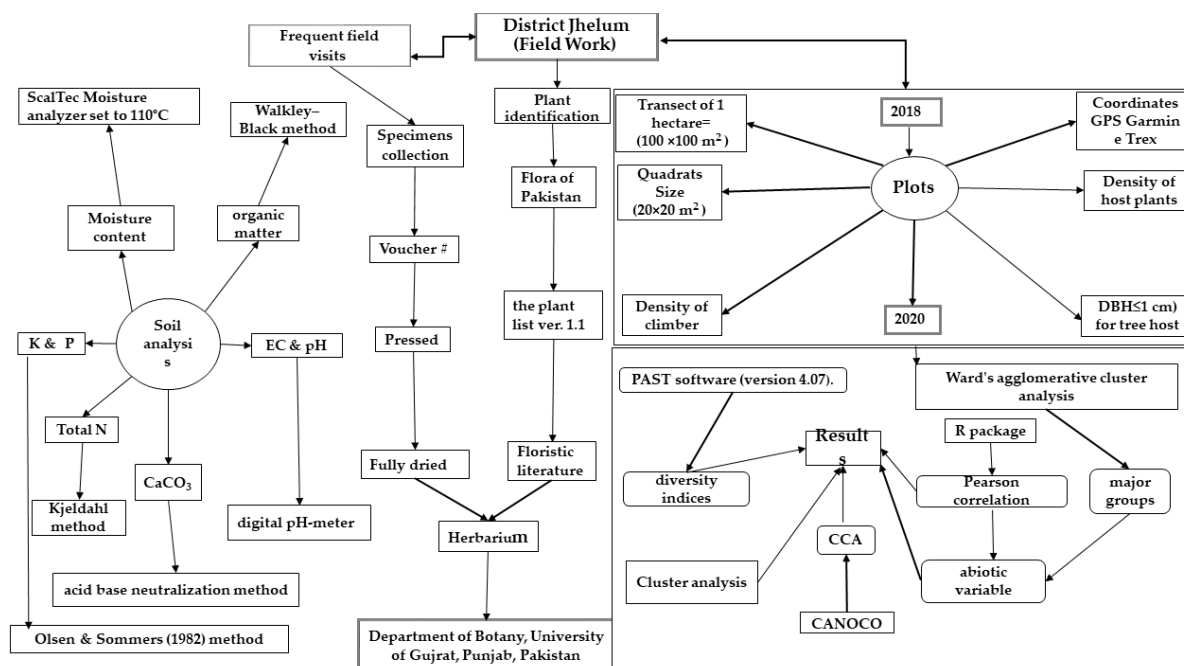 District Jhelum
(Field Work)
Frequent field
visits
ScalTec Moisture
analyzer set to 110°C
Walkley–
Black method
Specimens
collection
Plant
identification
Moisture
content
organic
matter
Flora of
Pakistan
Voucher #
the plant
list ver. 1.1
Soil
analysi
s
K & P
EC & pH
Pressed
Total N
CaCO₃
Kjeldahl
method
digital pH-meter
Fully dried
Floristic
literature
Herbarium
acid base neutralization method
Olsen & Sommers (1982) method
Department of Botany, University
of Gujrat, Punjab, Pakistan
Transect of 1
hectare=
(100 ×100 m²)
2018
Coordinates
GPS Garmin
e Trex
Quadrats
Size
(20×20 m²)
Plots
Density of
host plants
Density of
climber
2020
DBH≤1 cm)
for tree host
PAST software (version 4.07).
Ward's agglomerative cluster
analysis
R package
Result
s
diversity
indices
Pearson
correlation
major
groups
CCA
Cluster analysis
abiotic
variable
CANOCO